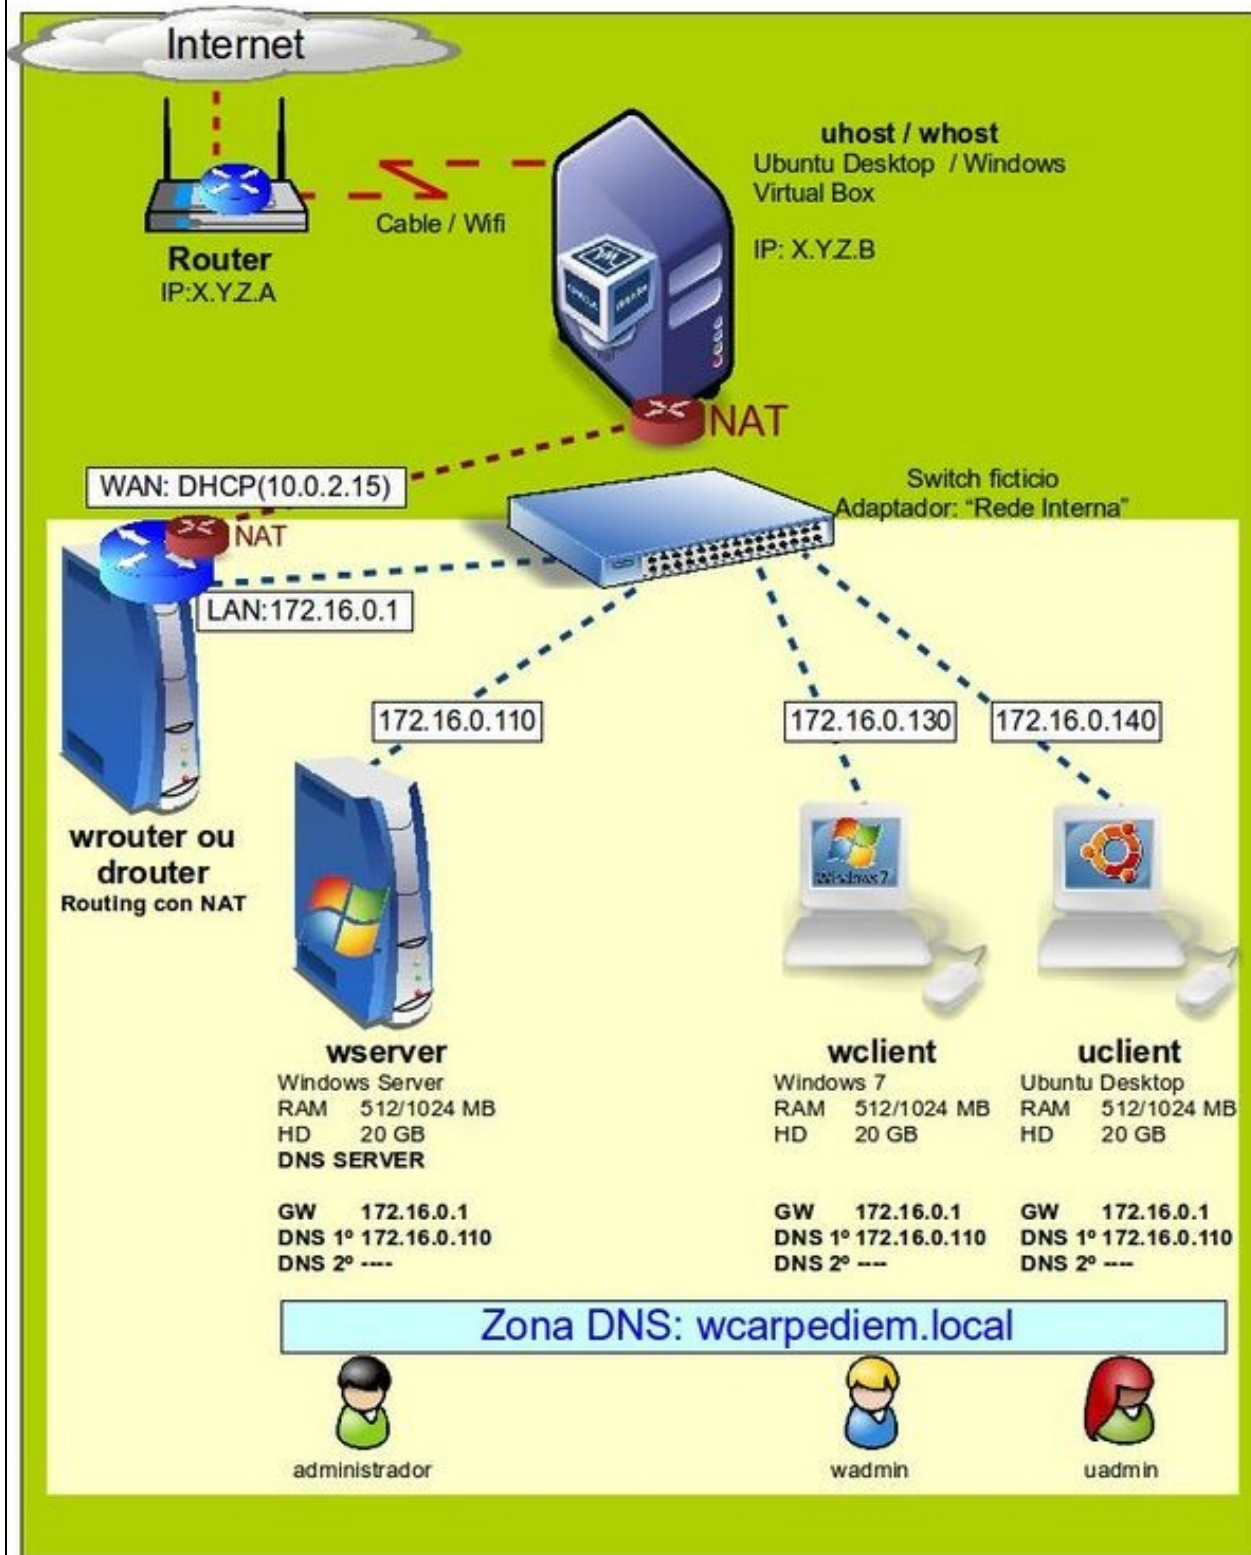 Internet
uhost / whost
Ubuntu Desktop / Windows
Virtual Box
IP: X.Y.Z.B
Cable / Wifi
Router
IP:X.Y.Z.A
NAT
WAN: DHCP(10.0.2.15)
Switch ficticio
Adaptador: “Rede Interna”
NAT
LAN:172.16.0.1
172.16.0.110
172.16.0.130
172.16.0.140
wrouter ou
drouter
Routing con NAT
Windows 7
wserver
Windows Server
RAM 512/1024 MB
HD 20 GB
DNS SERVER
GW 172.16.0.1
DNS 1º 172.16.0.110
DNS 2º ----
wclient
Windows 7
RAM 512/1024 MB
HD 20 GB
GW 172.16.0.1
DNS 1º 172.16.0.110
DNS 2º ----
uclient
Ubuntu Desktop
RAM 512/1024 MB
HD 20 GB
GW 172.16.0.1
DNS 1º 172.16.0.110
DNS 2º ----
Zona DNS: wcarpediem.local
administrador
wadmin
uadmin